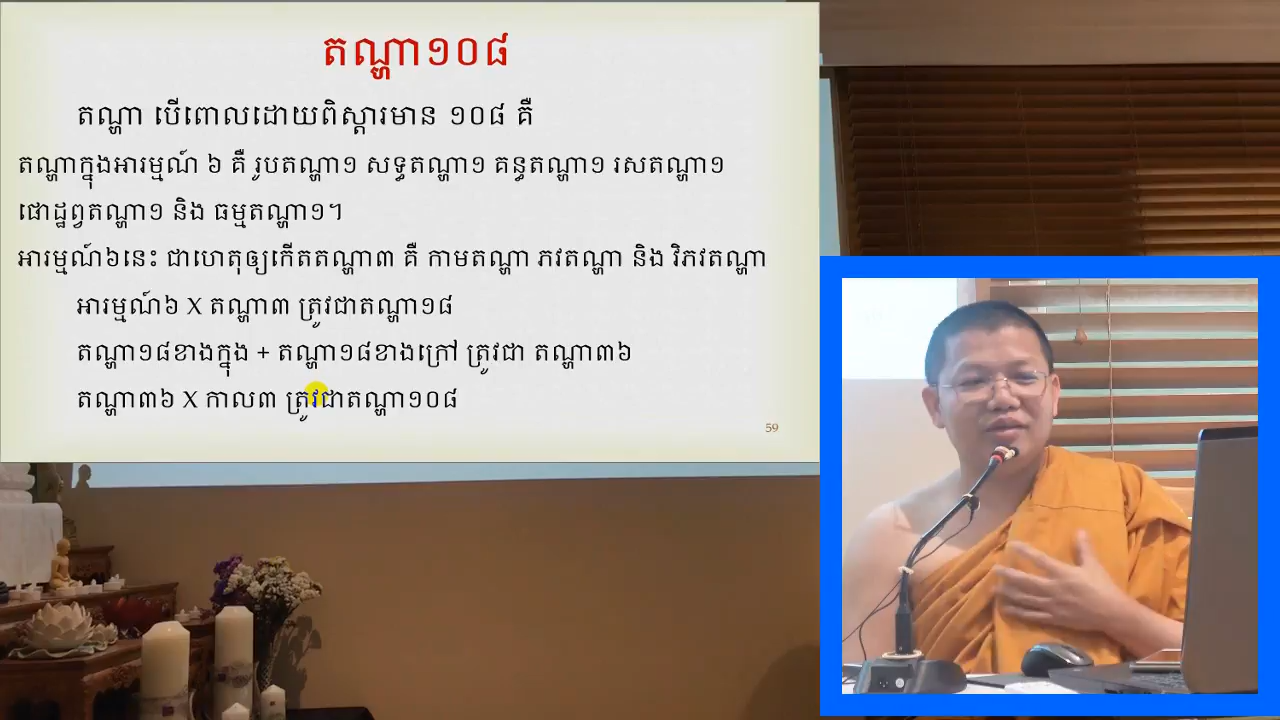 តណ្ហា១០៨
តណ្ហា បើពោលដោយពិស្តារមាន ១០៨ គឺ
តណ្ហាក្នុងអារម្មណ៍ ៦ គឺ រូបតណ្ហា១ សទ្ធតណ្ហា១ គន្ធតណ្ហា១ រសតណ្ហា១
ផោដ្ឋព្វតណ្ហា១ និង ធម្មតណ្ហា១។
អារម្មណ៍៦នេះ ជាហេតុឲ្យកើតតណ្ហា៣ គឺ កាមតណ្ហា ភវតណ្ហា និង វិភវតណ្ហា
អារម្មណ៍៦ X តណ្ហា៣ ត្រូវជាតណ្ហា១៨
តណ្ហា១៨ខាងក្នុង + តណ្ហា១៨ខាងក្រៅ ត្រូវជា តណ្ហា៣៦
តណ្ហា៣៦ X កាល៣ ត្រូវជាតណ្ហា១០៨
59